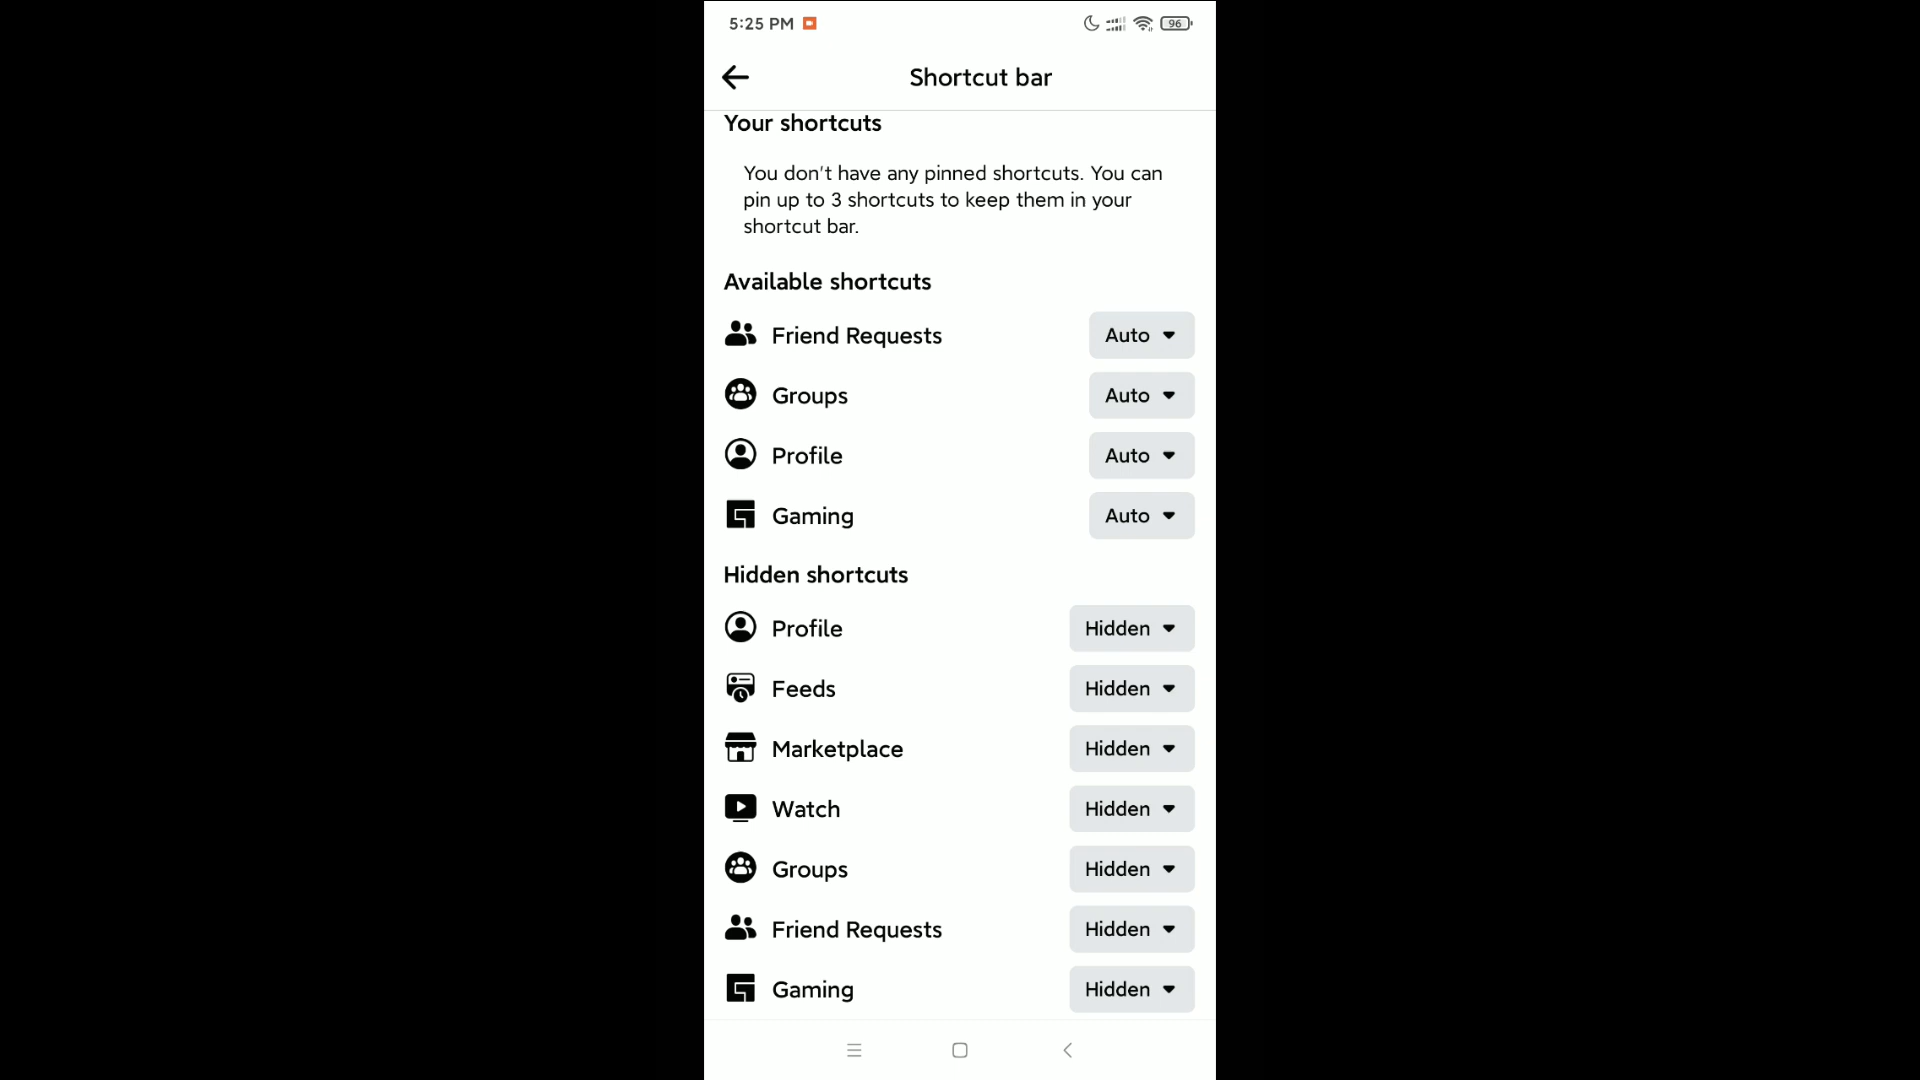 5:25 PM
96
Shortcut bar
Your shortcuts
You don't have any pinned shortcuts. You can
pin up to 3 shortcuts to keep them in your
shortcut bar.
Available shortcuts
Friend Requests Auto
Groups Auto
Profile Auto
Gaming Auto
Hidden shortcuts
Profile Hidden
Feeds Hidden
Marketplace Hidden
Watch Hidden
Groups Hidden
Friend Requests Hidden
Gaming Hidden